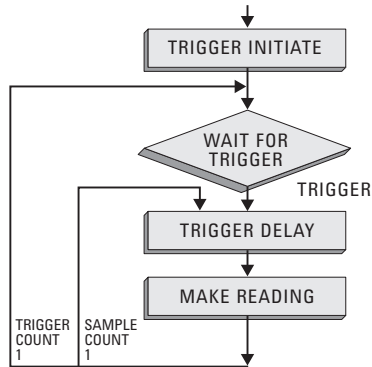 TRIGGER INITIATE
WAIT FOR
TRIGGER
TRIGGER
TRIGGER DELAY
MAKE READING
TRIGGER
COUNT
1
SAMPLE
COUNT
1